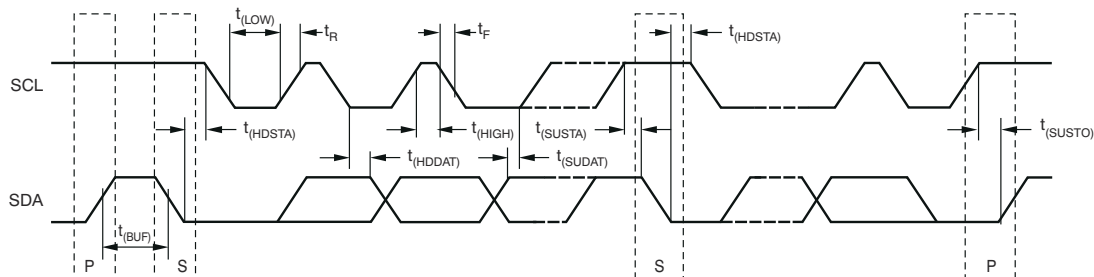 t(LOW)
tR
tF
t(HDSTA)
SCL
t(HDSTA)
t(HIGH)
t(SUSTA)
t(SUSTO)
t(HDDAT)
t(SUDAT)
SDA
t(BUF)
P
S
S
P